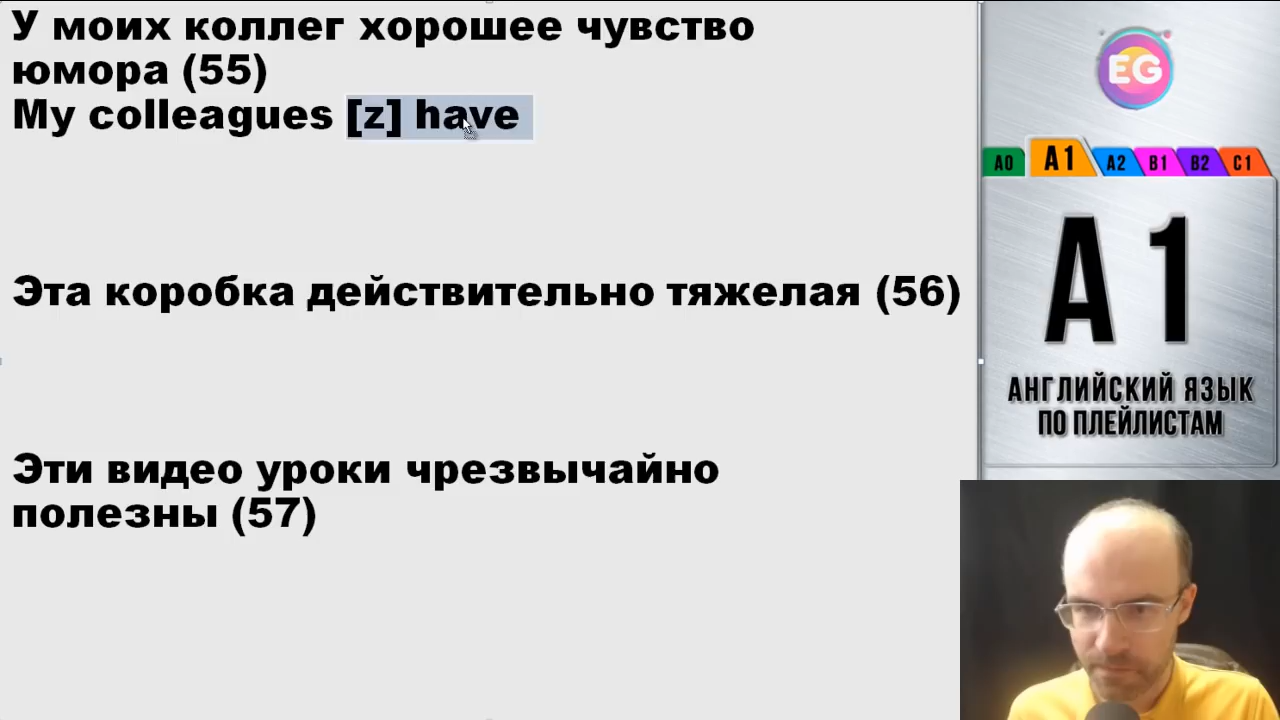 У моих коллег хорошее чувство
юмора (55)
My colleagues [z] have
Эта коробка действительно тяжелая (56)
Эти видео уроки чрезвычайно
полезны (57)
EG
A0 A1 A2 B1 B2 C1
A 1
АНГЛИЙСКИЙ ЯЗЫК
ПО ПЛЕЙЛИСТАМ